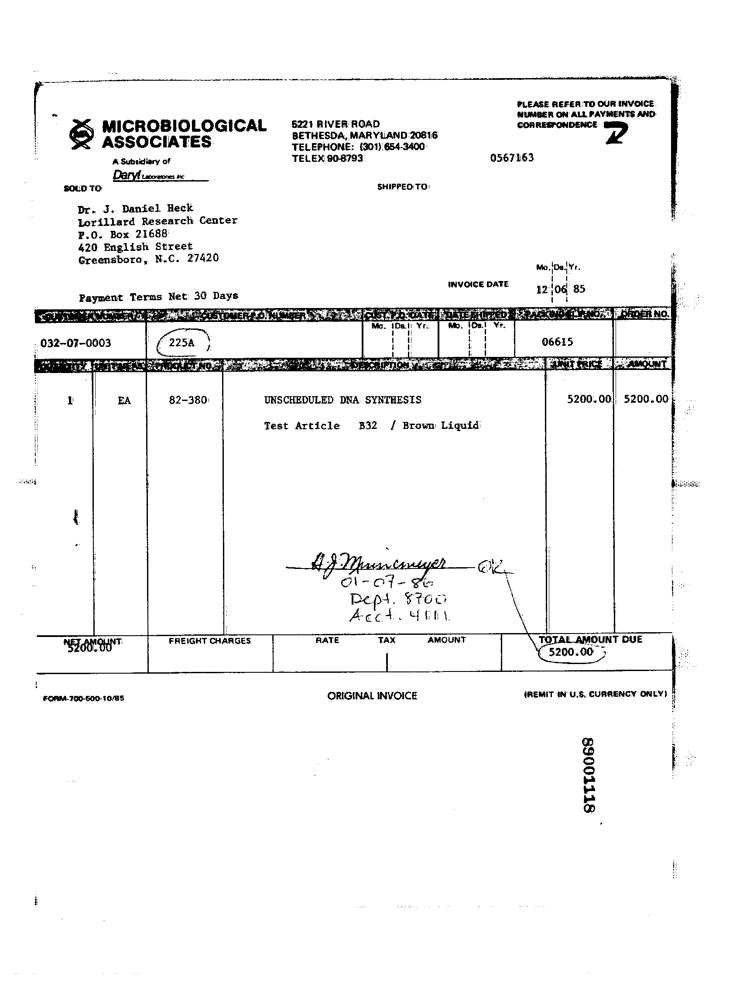 PLEASE REFER TO OUR INVOICE
NUMBER ON ALL PAYMENTS AND
CORRESPONDENCE
MICROBIOLOGICAL
ASSOCIATES
A Subsidiary of
Daryl Laboratories Inc
5221 RIVER ROAD
BETHESDA, MARYLAND 20816
TELEPHONE: (301) 654-3400
TELEX 90-8793
0567163
SOLD TO
SHIPPED TO
Dr. J. Daniel Heck
Lorillard Research Center
P.O. Box 21688
420 English Street
Greensboro, N.C. 27420
Mo. Da. Yr.
INVOICE DATE
12 06 85
Payment Terms Net 30 Days
CUSTOMER NUMBER CUSTOMER P.O. NUMBER CUST. P.O. DATE DATE SHIPPED PACKING SLIP NO. ORDER NO.
Mo. Da. Yr. Mo. Da. Yr.
032-07-0003 225A 06615
QUANTITY UNIT MEAS. PRODUCT NO. DESCRIPTION UNIT PRICE AMOUNT
1 EA 82-380 UNSCHEDULED DNA SYNTHESIS 5200.00 5200.00
Test Article B32 / Brown Liquid
OK
01-07-86
Dept. 8700
Acct. 4111
NET AMOUNT FREIGHT CHARGES RATE TAX AMOUNT TOTAL AMOUNT DUE
5200.00 5200.00
FORM-700-500-10/85 ORIGINAL INVOICE (REMIT IN U.S. CURRENCY ONLY)
89001118